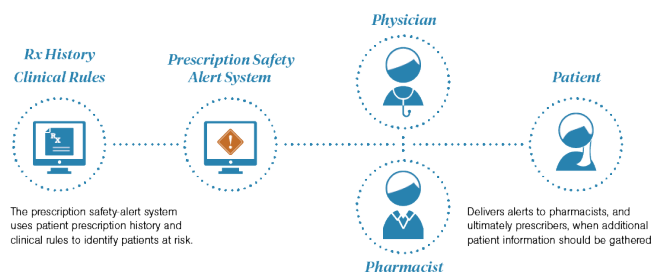 Physician
Rx History
Clinical Rules
Prescription Safety
Alert System
Patient
Rx
The prescription safety-alert system
uses patient prescription history and
clinical rules to identify patients at risk.
Delivers alerts to pharmacists, and
ultimately prescribers, when additional
patient information should be gathered
Pharmacist